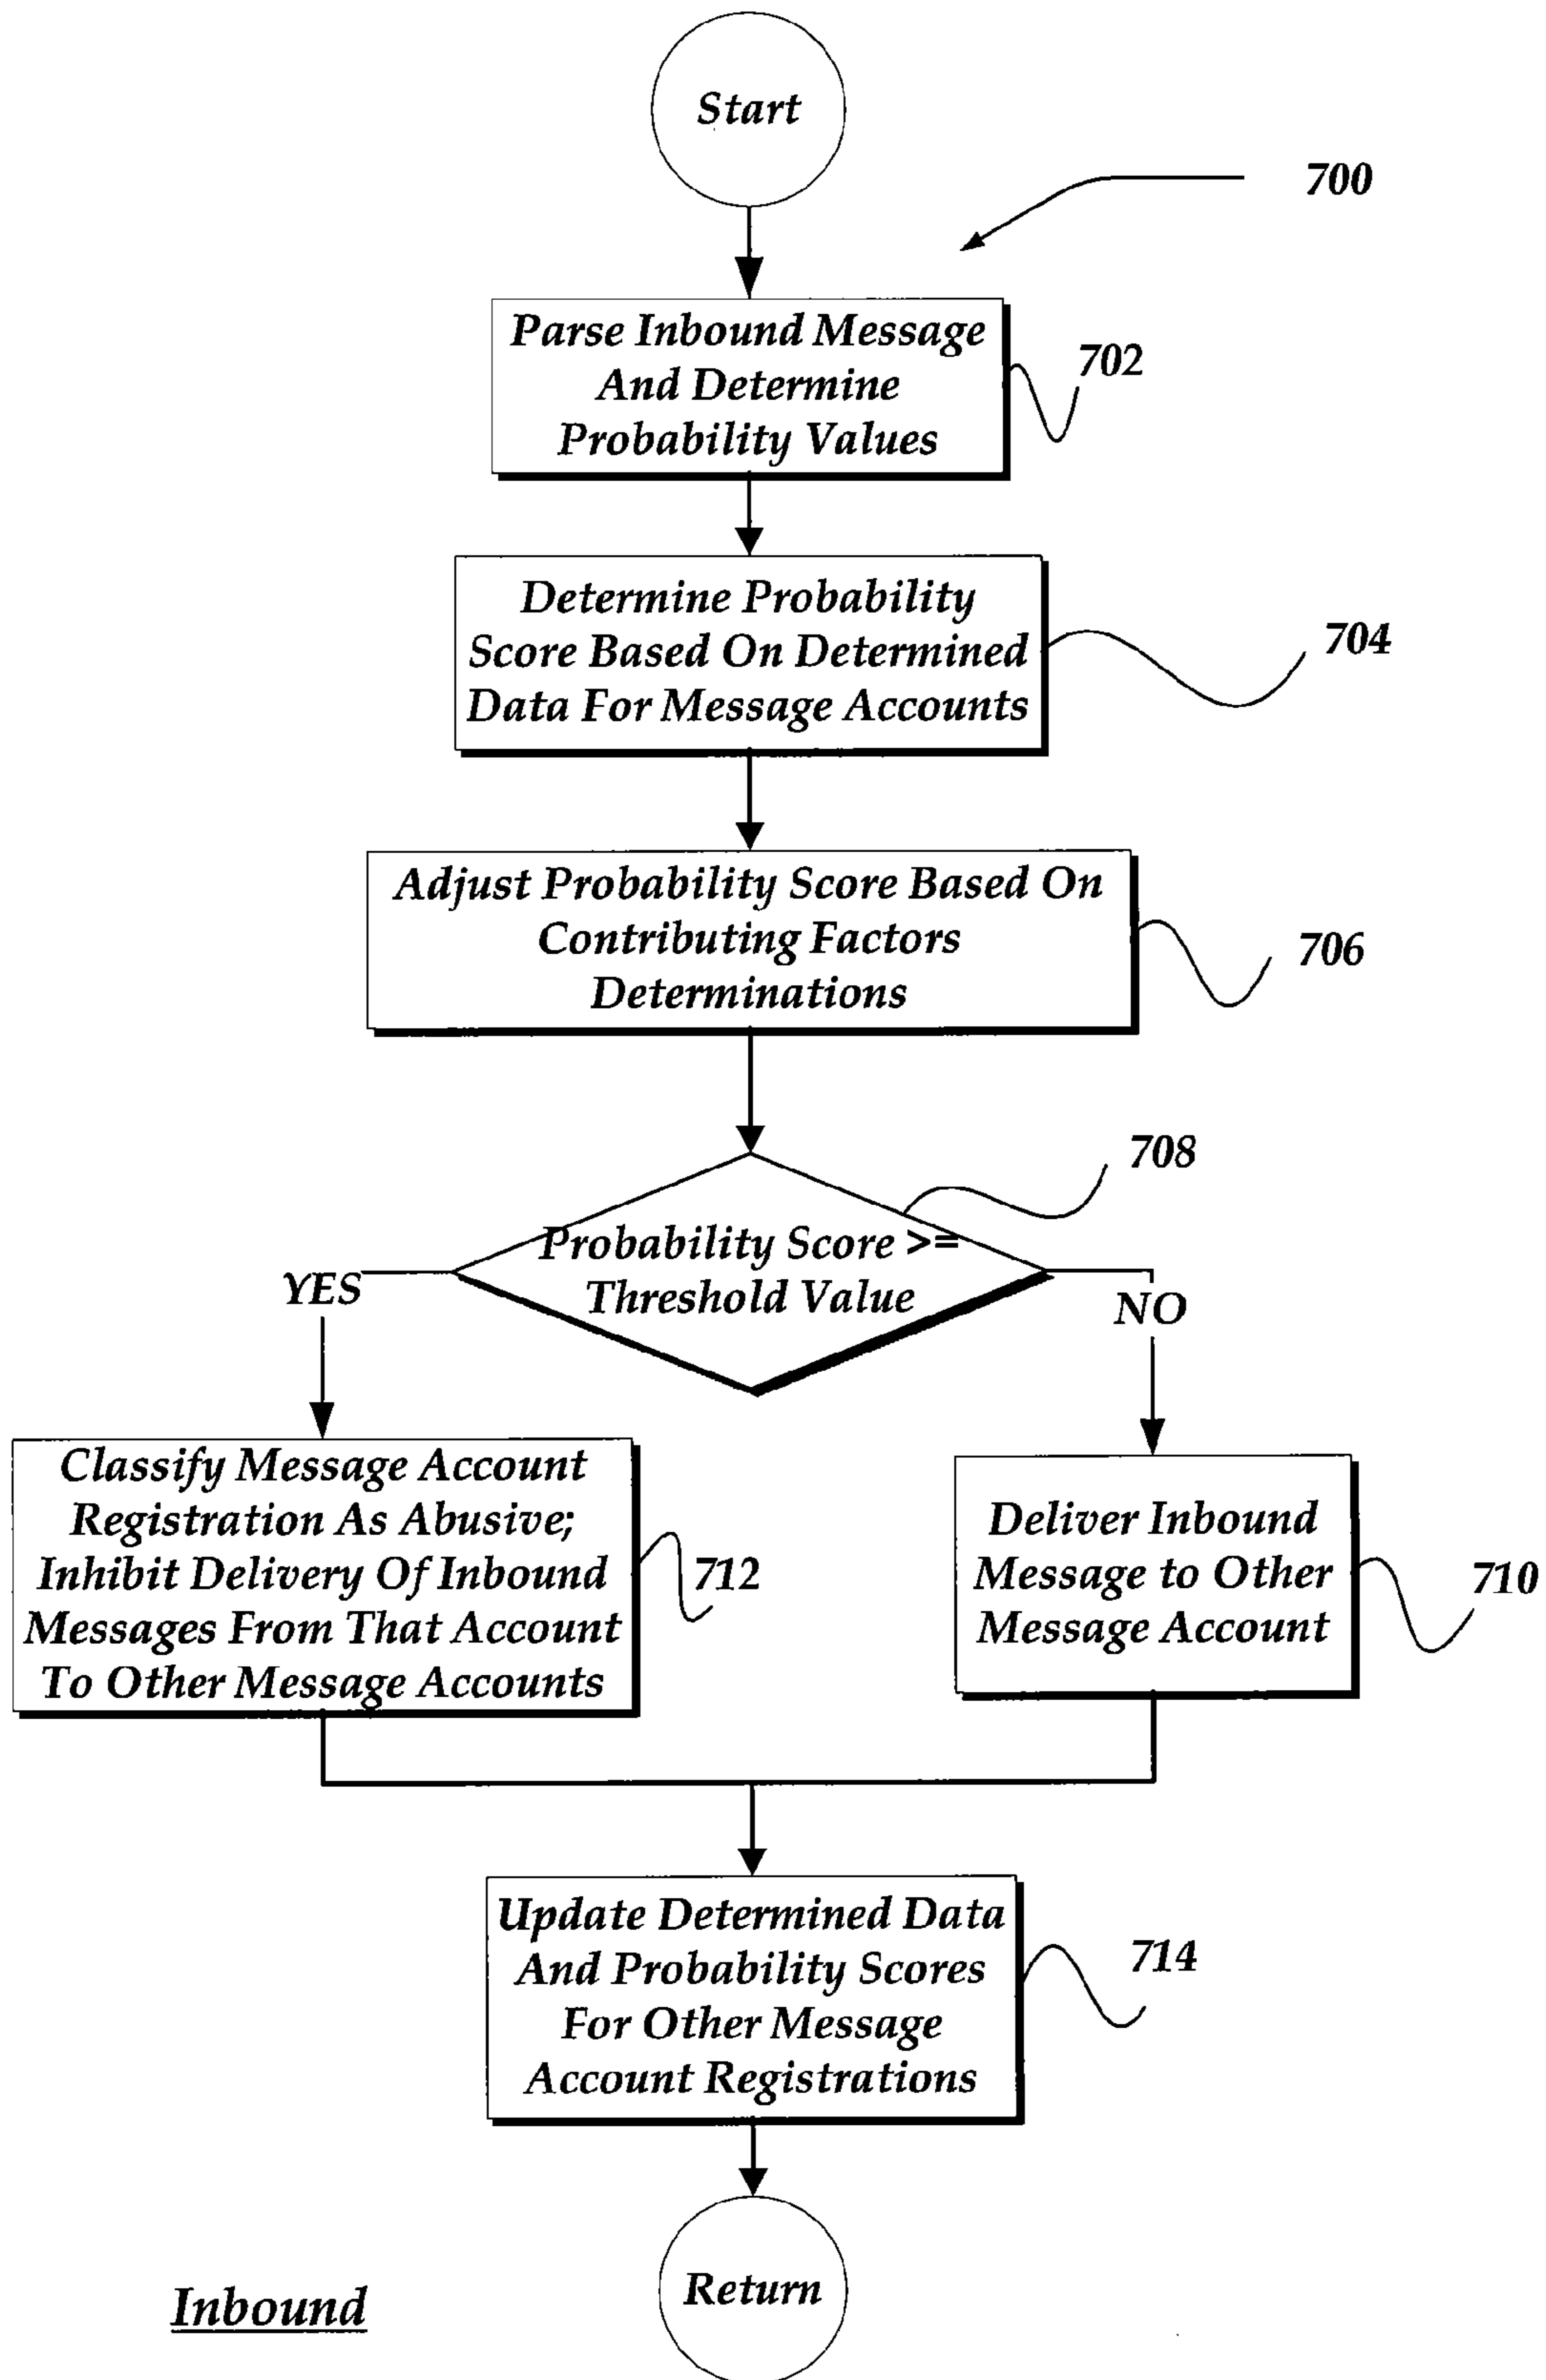 Start
700
Parse Inbound Message
And Determine
Probability Values
702
Determine Probability
Score Based On Determined
Data For Message Accounts
704
Adjust Probability Score Based On
Contributing Factors
Determinations
706
708
Probability Score >=
Threshold Value
YES
NO
Classify Message Account
Registration As Abusive;
Inhibit Delivery Of Inbound
Messages From That Account
To Other Message Accounts
712
Deliver Inbound
Message to Other
Message Account
710
Update Determined Data
And Probability Scores
For Other Message
Account Registrations
714
Return
Inbound